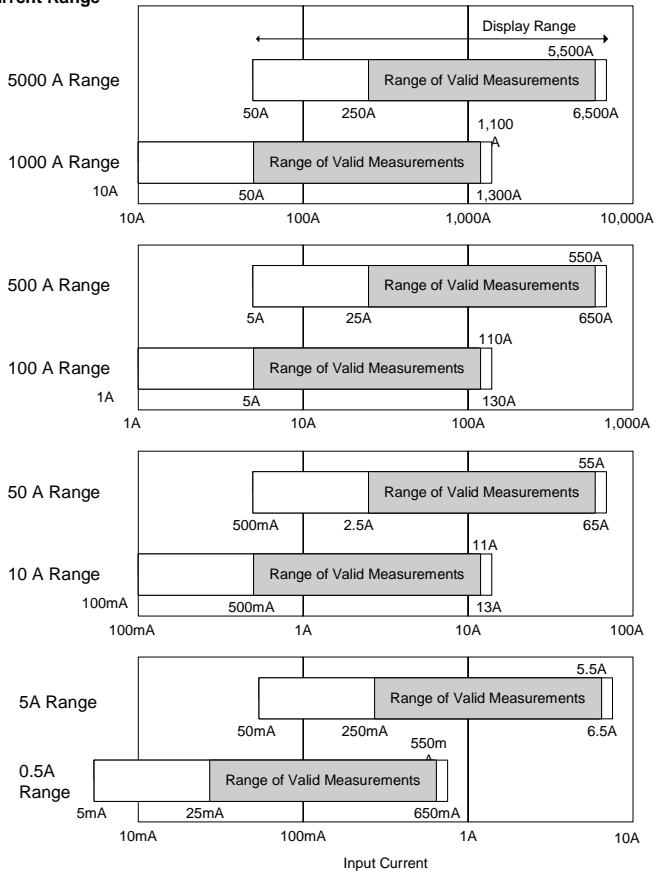 urrent Range
Display Range
5,500A
5000 A Range
Range of Valid Measurements
50A 250A 6,500A
1,100
A
1000 A Range
Range of Valid Measurements
10A
50A 1,300A
10A 100A 1,000A 10,000A
550A
500 A Range
Range of Valid Measurements
5A 25A 650A
110A
100 A Range
Range of Valid Measurements
1A
5A 130A
1A 10A 100A 1,000A
55A
50 A Range
Range of Valid Measurements
500mA 2.5A 65A
11A
10 A Range
Range of Valid Measurements
100mA
500mA 13A
100mA 1A 10A 100A
5.5A
5A Range
Range of Valid Measurements
50mA 250mA 6.5A
550m
0.5A
Range
Range of Valid Measurements
5mA 25mA 650mA
10mA 100mA 1A 10A
Input Current